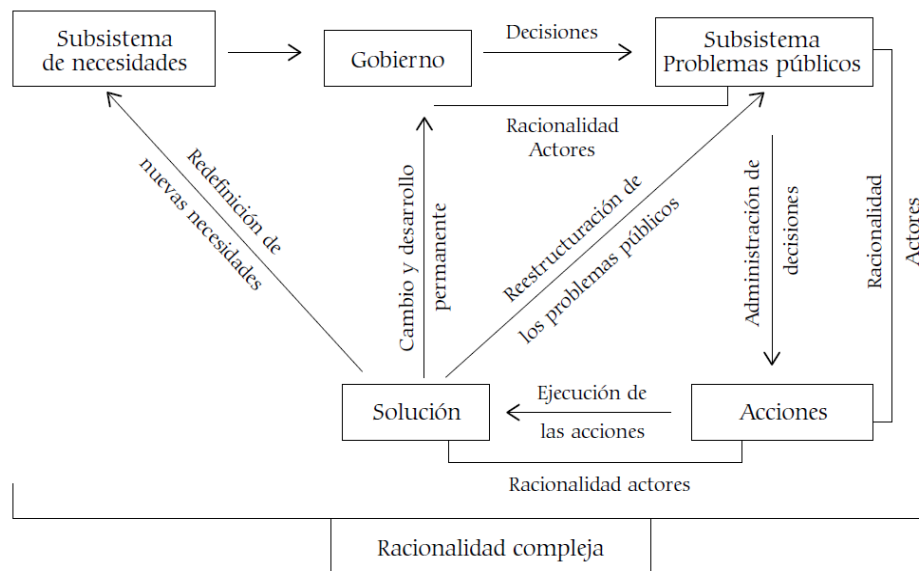 Subsistema
de necesidades
Gobierno
Decisiones
Subsistema
Problemas públicos
Racionalidad
Actores
Redefinición de
nuevas necesidades
Cambio y desarrollo
permanente
Reestructuración de
los problemas públicos
Administración de
decisiones
Racionalidad
Actores
Solución
Ejecución de
las acciones
Acciones
Racionalidad actores
Racionalidad compleja